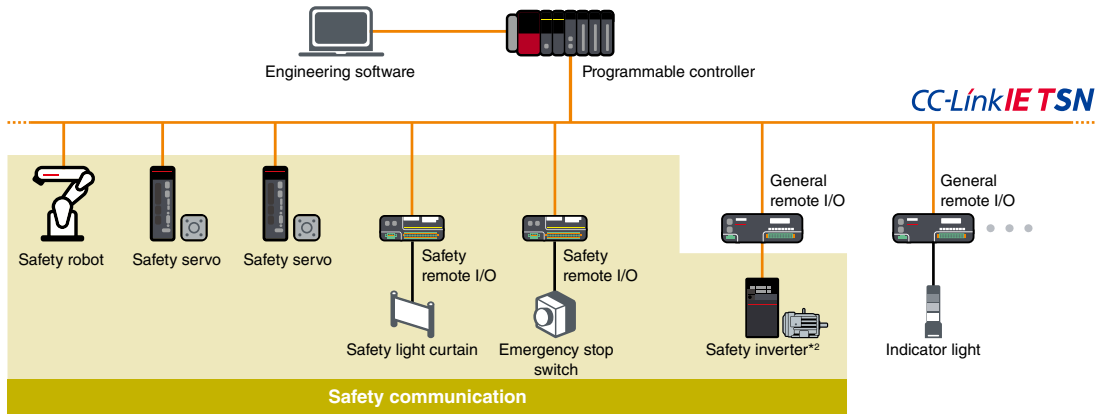 Engineering software
Programmable controller
CC-Link IE TSN
General
remote I/O
General
remote I/O
Safety robot
Safety servo
Safety servo
Safety
remote I/O
Safety
remote I/O
Safety light curtain
Emergency stop
switch
Safety inverter*2
Indicator light
Safety communication